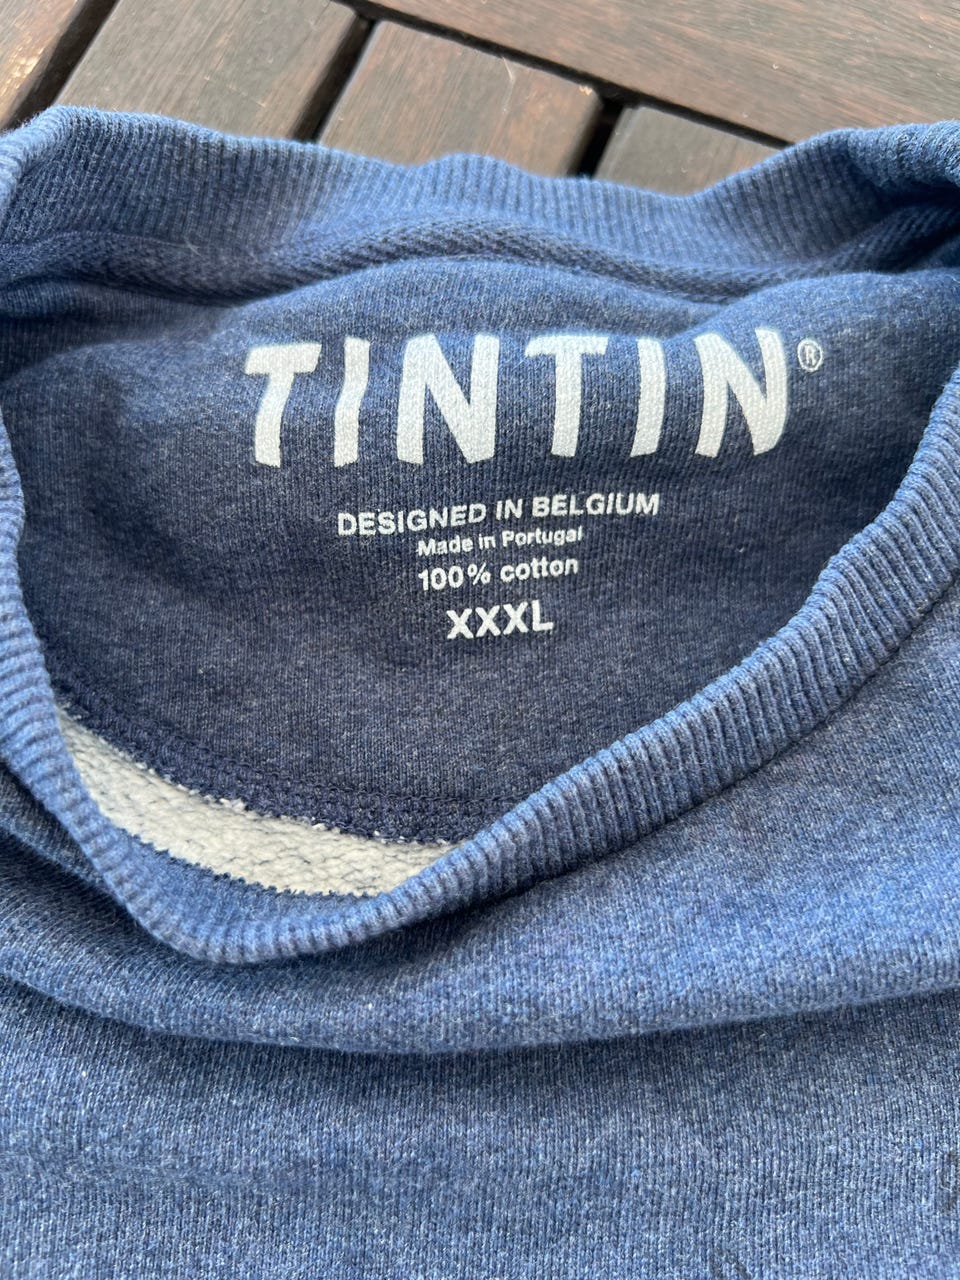 TINTIN®
DESIGNED IN BELGIUM
Made in Portugal
100% cotton
XXXL